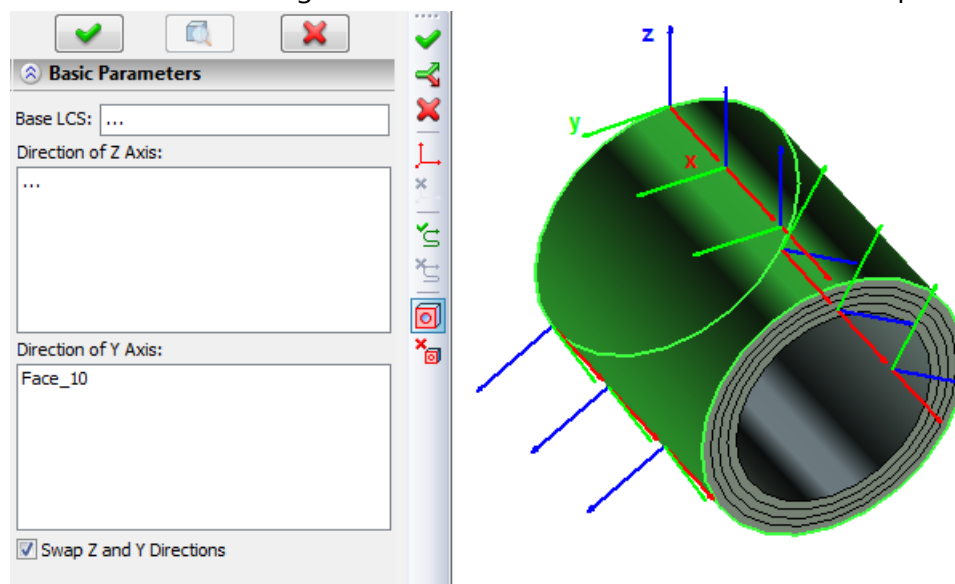 Basic Parameters
Base LCS: ...
Direction of Z Axis:
...
Direction of Y Axis:
Face_10
Swap Z and Y Directions
z
y
x